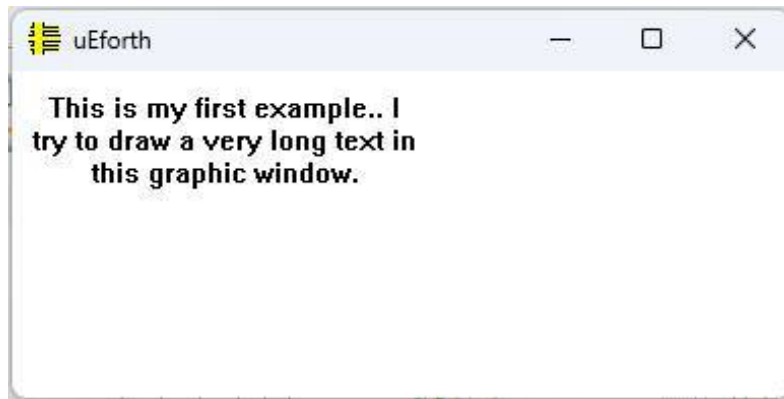 uEforth
This is my first example.. I
try to draw a very long text in
this graphic window.